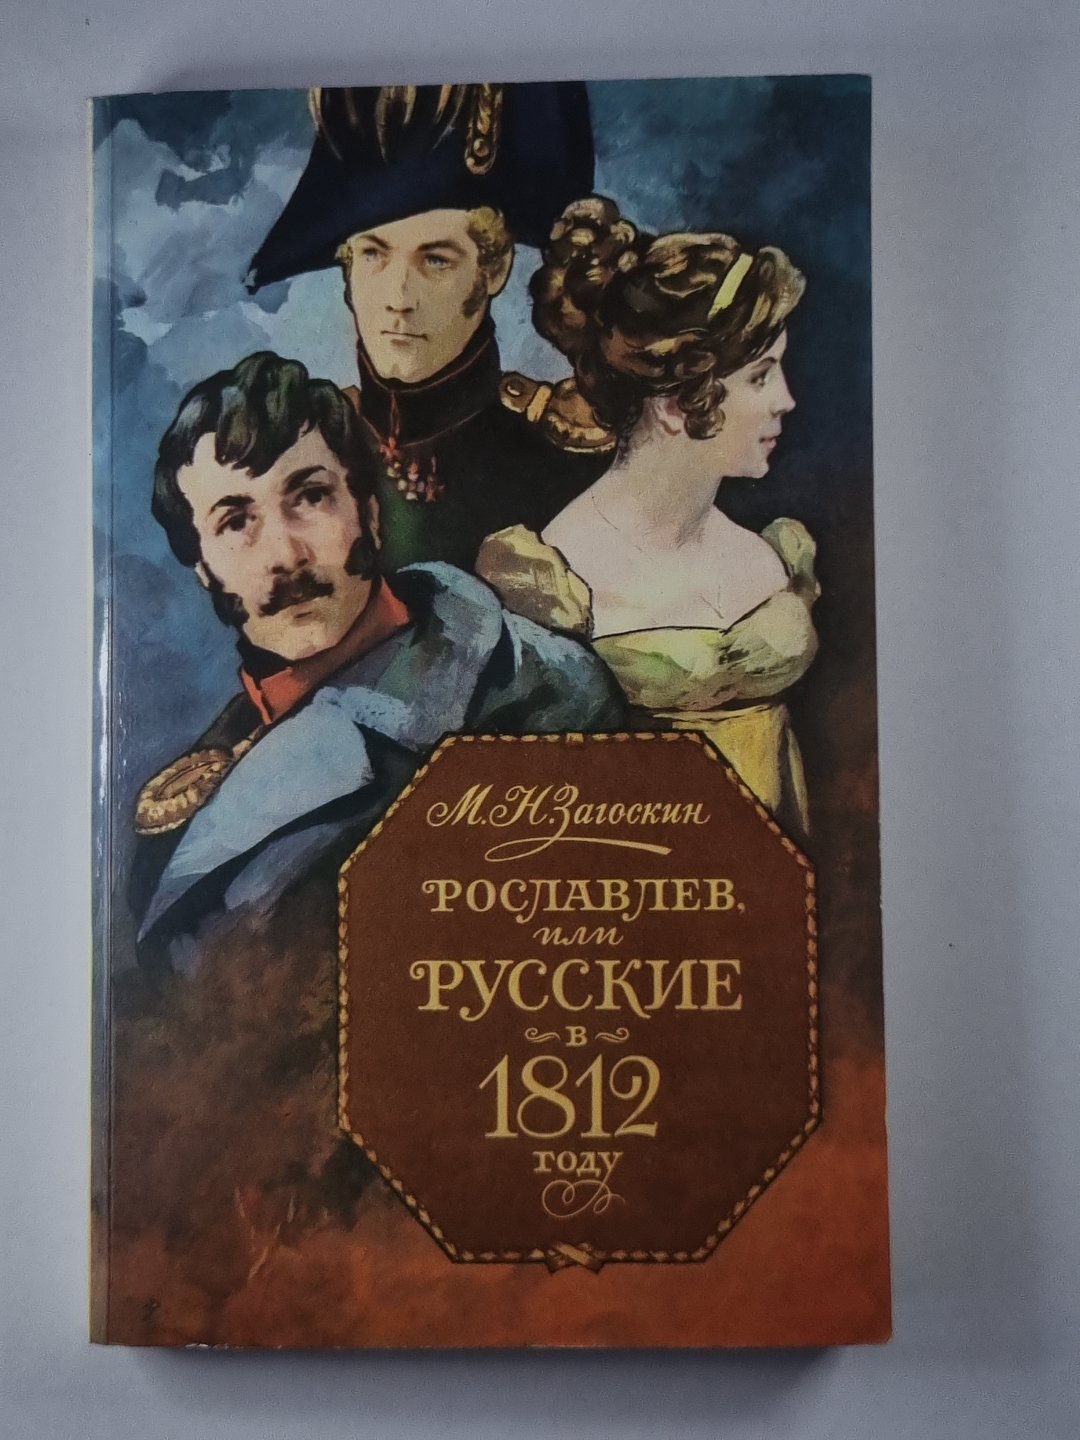 М.Н.Загоскин
РОСЛАВЛЕВ,
или
РУССКИЕ
В
1812
ГОДУ